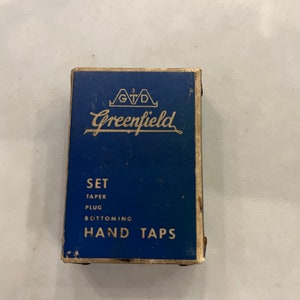 GTD
Greenfield
SET
TAPER
PLUG
BOTTOMING
HAND TAPS